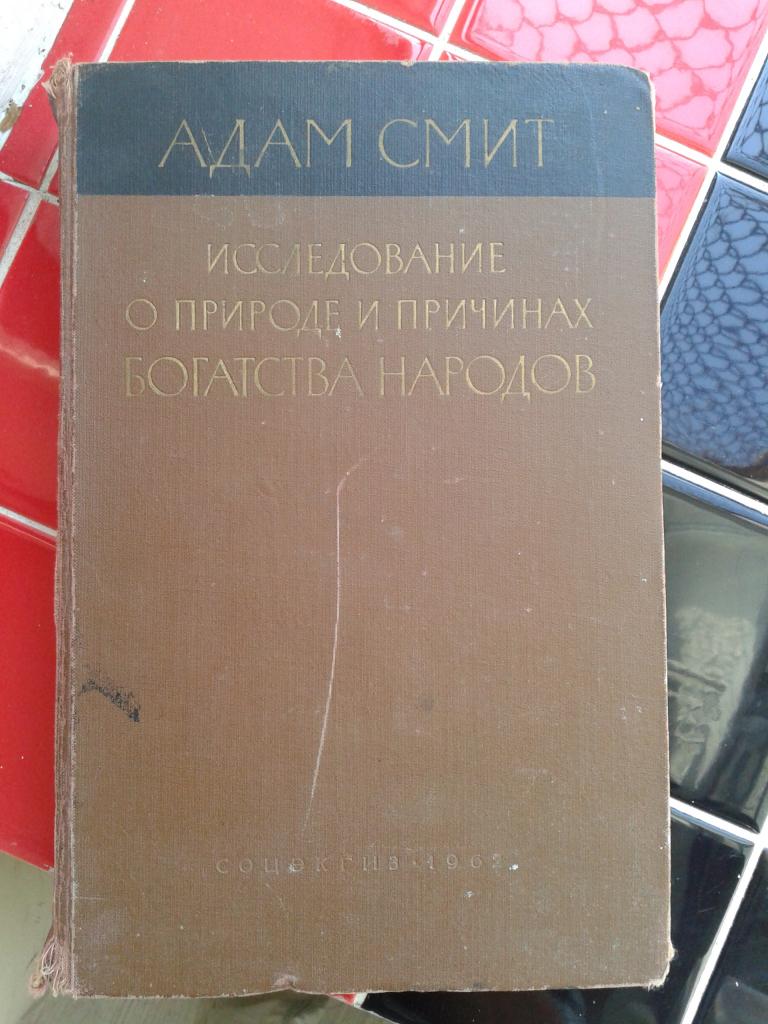 АДАМ СМИТ
ИССЛЕДОВАНИЕ
О ПРИРОДЕ И ПРИЧИНАХ
БОГАТСТВА НАРОДОВ
СОЦЭКГИЗ·1962